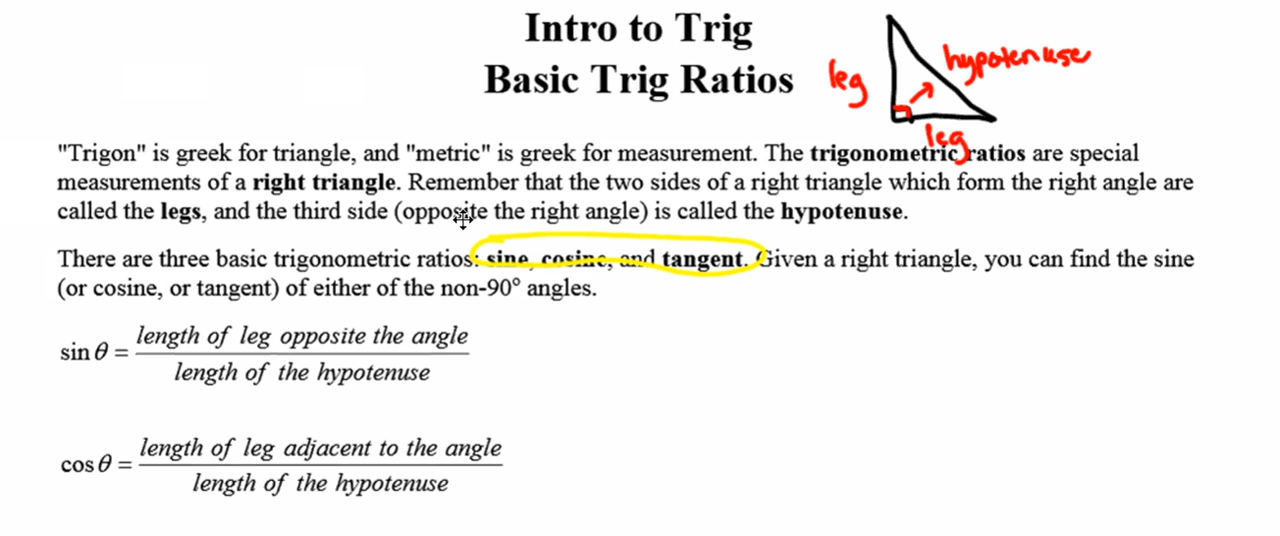 Intro to Trig
Basic Trig Ratios
leg
hypotenuse
leg
"Trigon" is greek for triangle, and "metric" is greek for measurement. The trigonometric ratios are special
measurements of a right triangle. Remember that the two sides of a right triangle which form the right angle are
called the legs, and the third side (opposite the right angle) is called the hypotenuse.
There are three basic trigonometric ratios: sine, cosine, and tangent. Given a right triangle, you can find the sine
(or cosine, or tangent) of either of the non-90° angles.
sin θ = length of leg opposite the angle
length of the hypotenuse
cos θ = length of leg adjacent to the angle
length of the hypotenuse